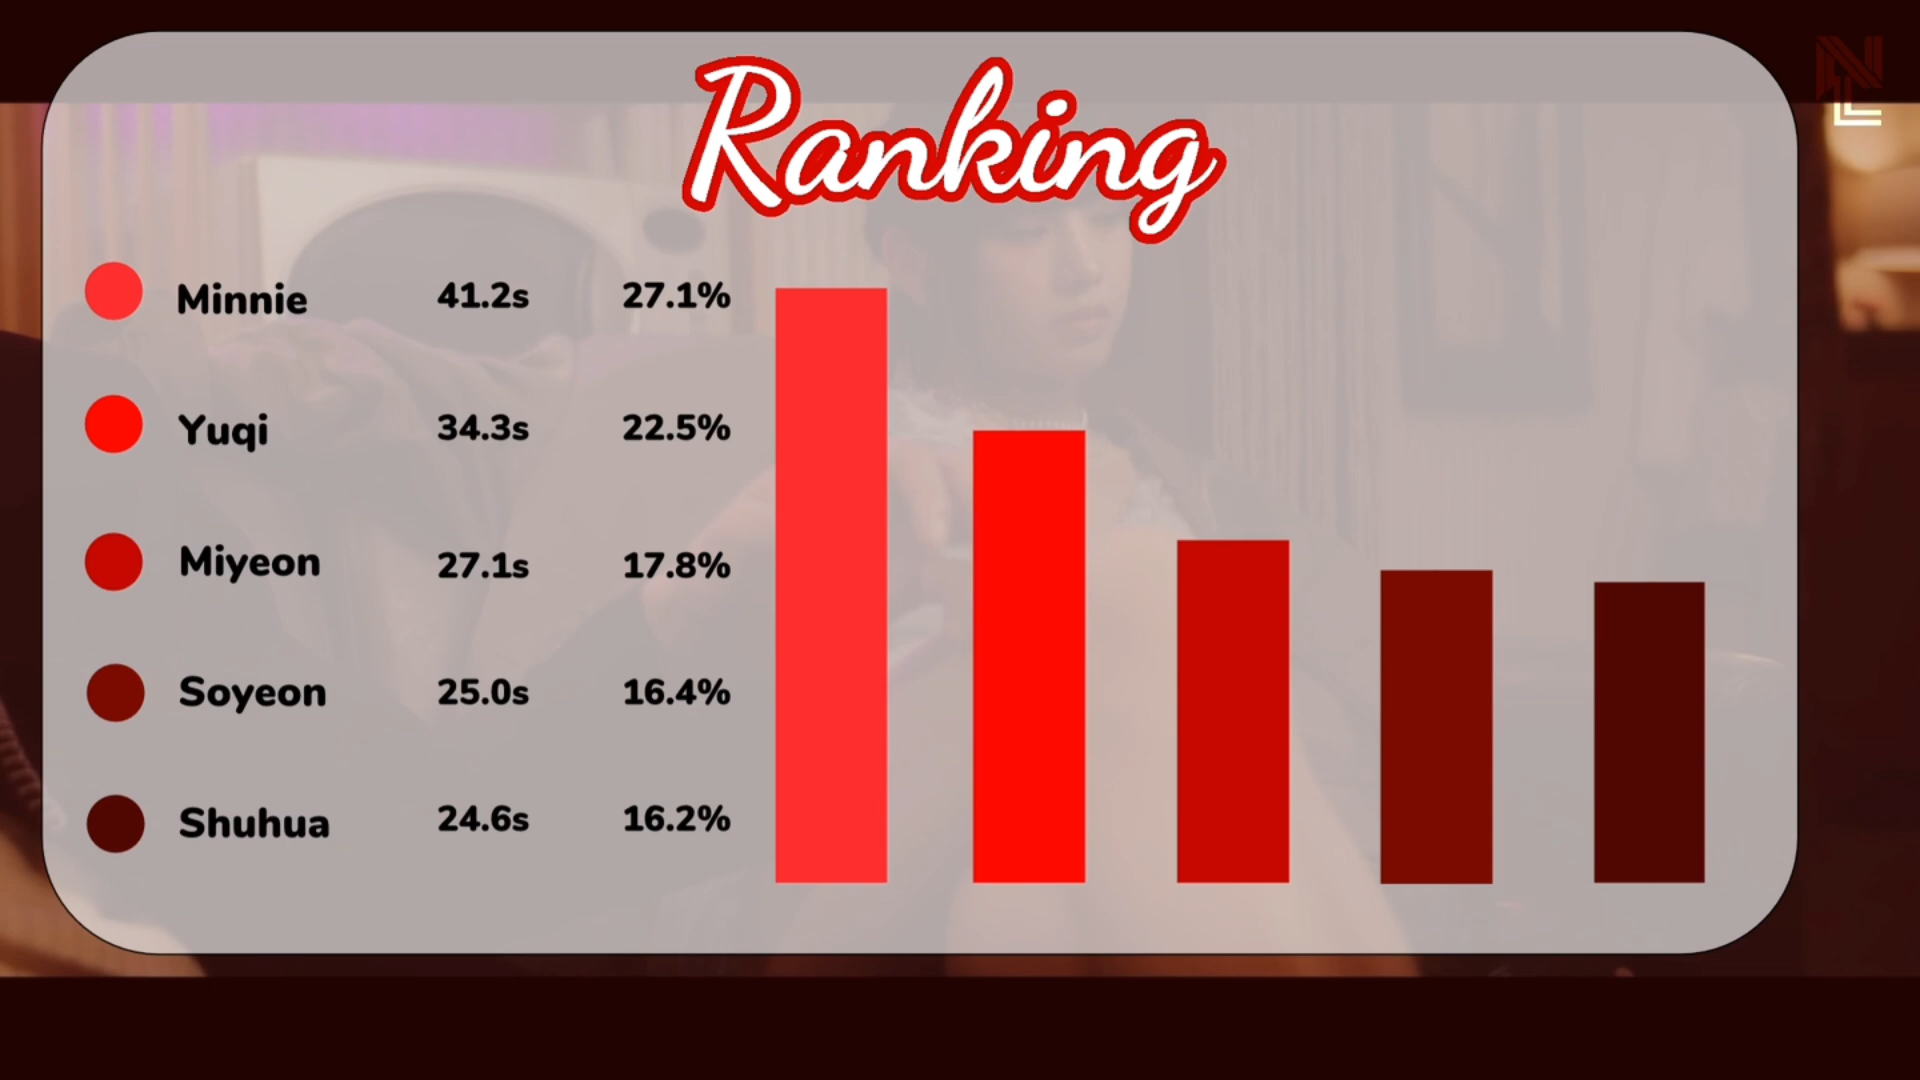 Ranking
Minnie 41.2s 27.1%
Yuqi 34.3s 22.5%
Miyeon 27.1s 17.8%
Soyeon 25.0s 16.4%
Shuhua 24.6s 16.2%
NL